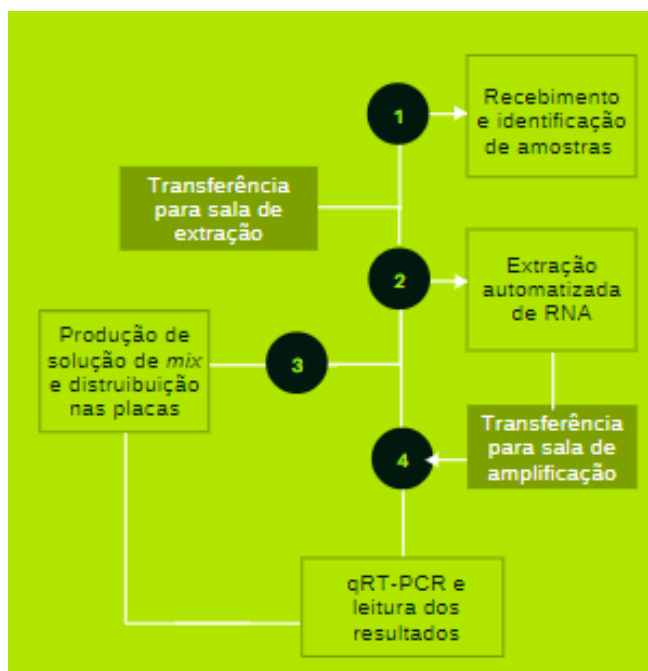 1
Recebimento
e identificação
de amostras
Transferência
para sala de
extração
2
Extração
automatizada
de RNA
Produção de
solução de mix
e distruibuição
nas placas
3
4
Transferência
para sala de
amplificação
qRT-PCR e
leitura dos
resultados